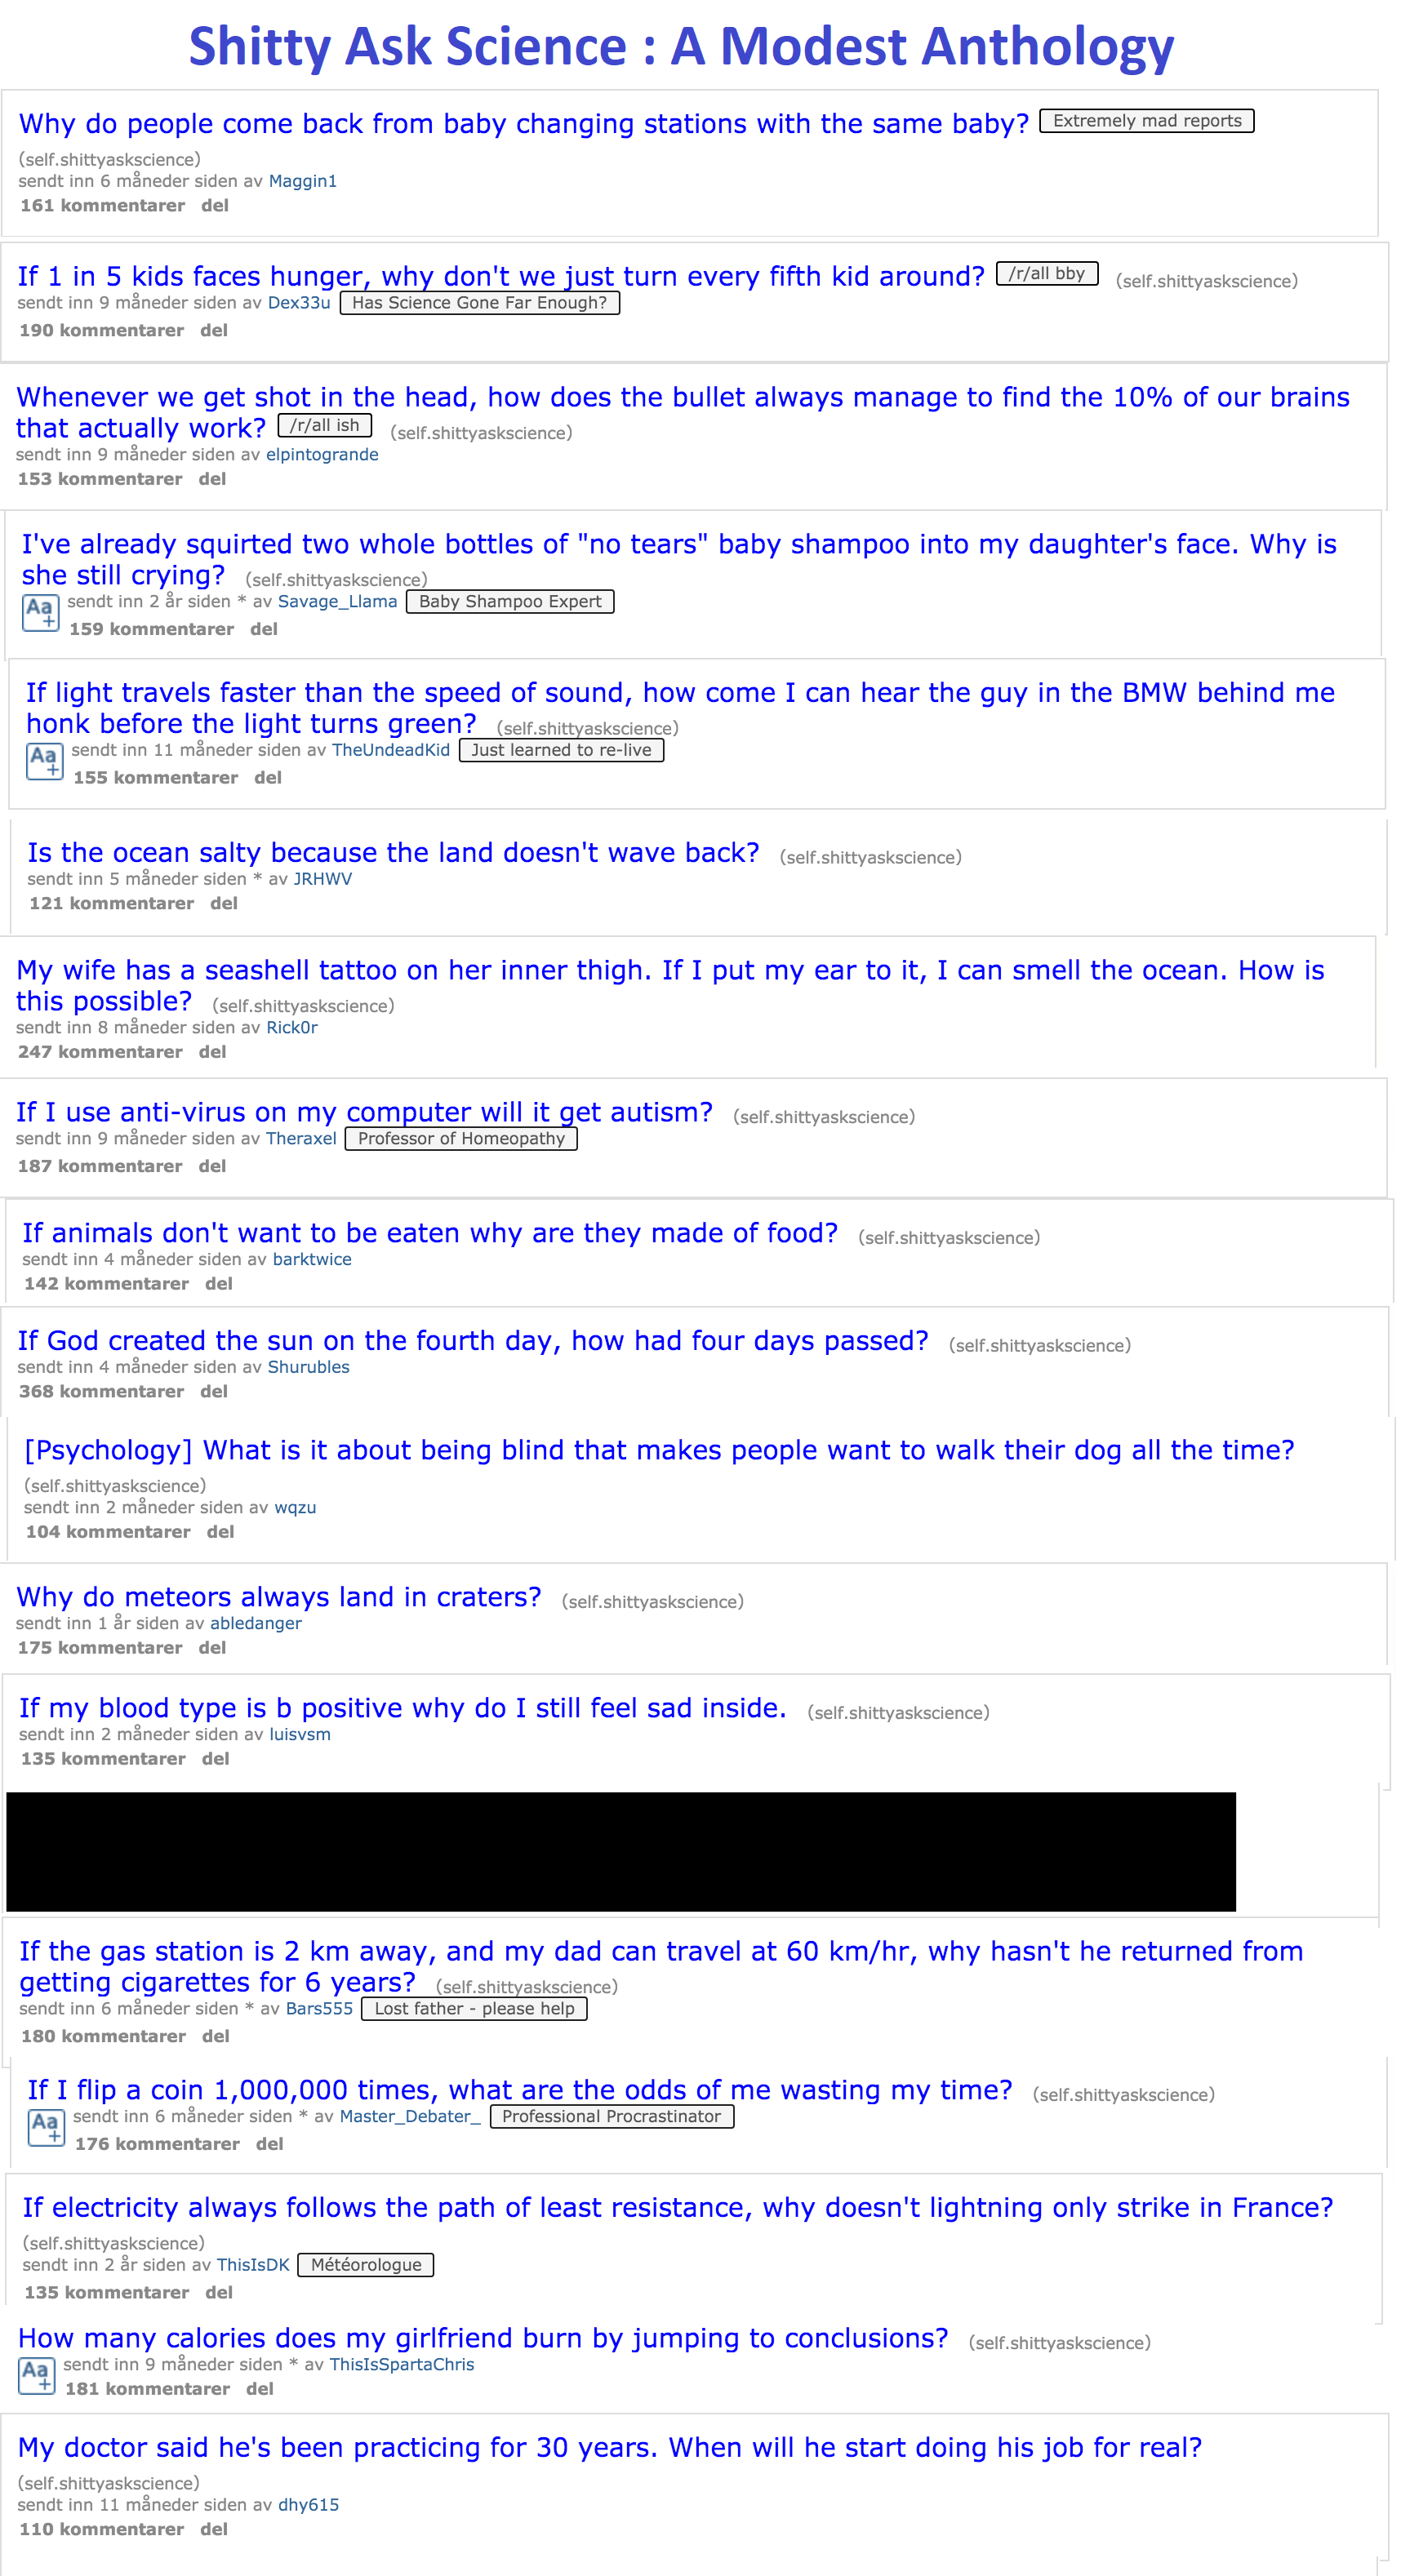 Shitty Ask Science : A Modest Anthology
Why do people come back from baby changing stations with the same baby? Extremely mad reports
(self.shittyaskscience)
sendt inn 6 måneder siden av Maggin1
161 kommentarer del
If 1 in 5 kids faces hunger, why don't we just turn every fifth kid around? /r/all bby (self.shittyaskscience)
sendt inn 9 måneder siden av Dex33u Has Science Gone Far Enough?
190 kommentarer del
Whenever we get shot in the head, how does the bullet always manage to find the 10% of our brains
that actually work? /r/all ish (self.shittyaskscience)
sendt inn 9 måneder siden av elpintogrande
153 kommentarer del
I've already squirted two whole bottles of "no tears" baby shampoo into my daughter's face. Why is
she still crying? (self.shittyaskscience)
Aa+ sendt inn 2 år siden * av Savage_Llama Baby Shampoo Expert
159 kommentarer del
If light travels faster than the speed of sound, how come I can hear the guy in the BMW behind me
honk before the light turns green? (self.shittyaskscience)
Aa+ sendt inn 11 måneder siden av TheUndeadKid Just learned to re-live
155 kommentarer del
Is the ocean salty because the land doesn't wave back? (self.shittyaskscience)
sendt inn 5 måneder siden * av JRHWV
121 kommentarer del
My wife has a seashell tattoo on her inner thigh. If I put my ear to it, I can smell the ocean. How is
this possible? (self.shittyaskscience)
sendt inn 8 måneder siden av Rick0r
247 kommentarer del
If I use anti-virus on my computer will it get autism? (self.shittyaskscience)
sendt inn 9 måneder siden av Theraxel Professor of Homeopathy
187 kommentarer del
If animals don't want to be eaten why are they made of food? (self.shittyaskscience)
sendt inn 4 måneder siden av barktwice
142 kommentarer del
If God created the sun on the fourth day, how had four days passed? (self.shittyaskscience)
sendt inn 4 måneder siden av Shurubles
368 kommentarer del
[Psychology] What is it about being blind that makes people want to walk their dog all the time?
(self.shittyaskscience)
sendt inn 2 måneder siden av wqzu
104 kommentarer del
Why do meteors always land in craters? (self.shittyaskscience)
sendt inn 1 år siden av abledanger
175 kommentarer del
If my blood type is b positive why do I still feel sad inside. (self.shittyaskscience)
sendt inn 2 måneder siden av luisvsm
135 kommentarer del
If the gas station is 2 km away, and my dad can travel at 60 km/hr, why hasn't he returned from
getting cigarettes for 6 years? (self.shittyaskscience)
sendt inn 6 måneder siden * av Bars555 Lost father - please help
180 kommentarer del
If I flip a coin 1,000,000 times, what are the odds of me wasting my time? (self.shittyaskscience)
Aa+ sendt inn 6 måneder siden * av Master_Debater_ Professional Procrastinator
176 kommentarer del
If electricity always follows the path of least resistance, why doesn't lightning only strike in France?
(self.shittyaskscience)
sendt inn 2 år siden av ThisIsDK Météorologue
135 kommentarer del
How many calories does my girlfriend burn by jumping to conclusions? (self.shittyaskscience)
Aa+ sendt inn 9 måneder siden * av ThisIsSpartaChris
181 kommentarer del
My doctor said he's been practicing for 30 years. When will he start doing his job for real?
(self.shittyaskscience)
sendt inn 11 måneder siden av dhy615
110 kommentarer del